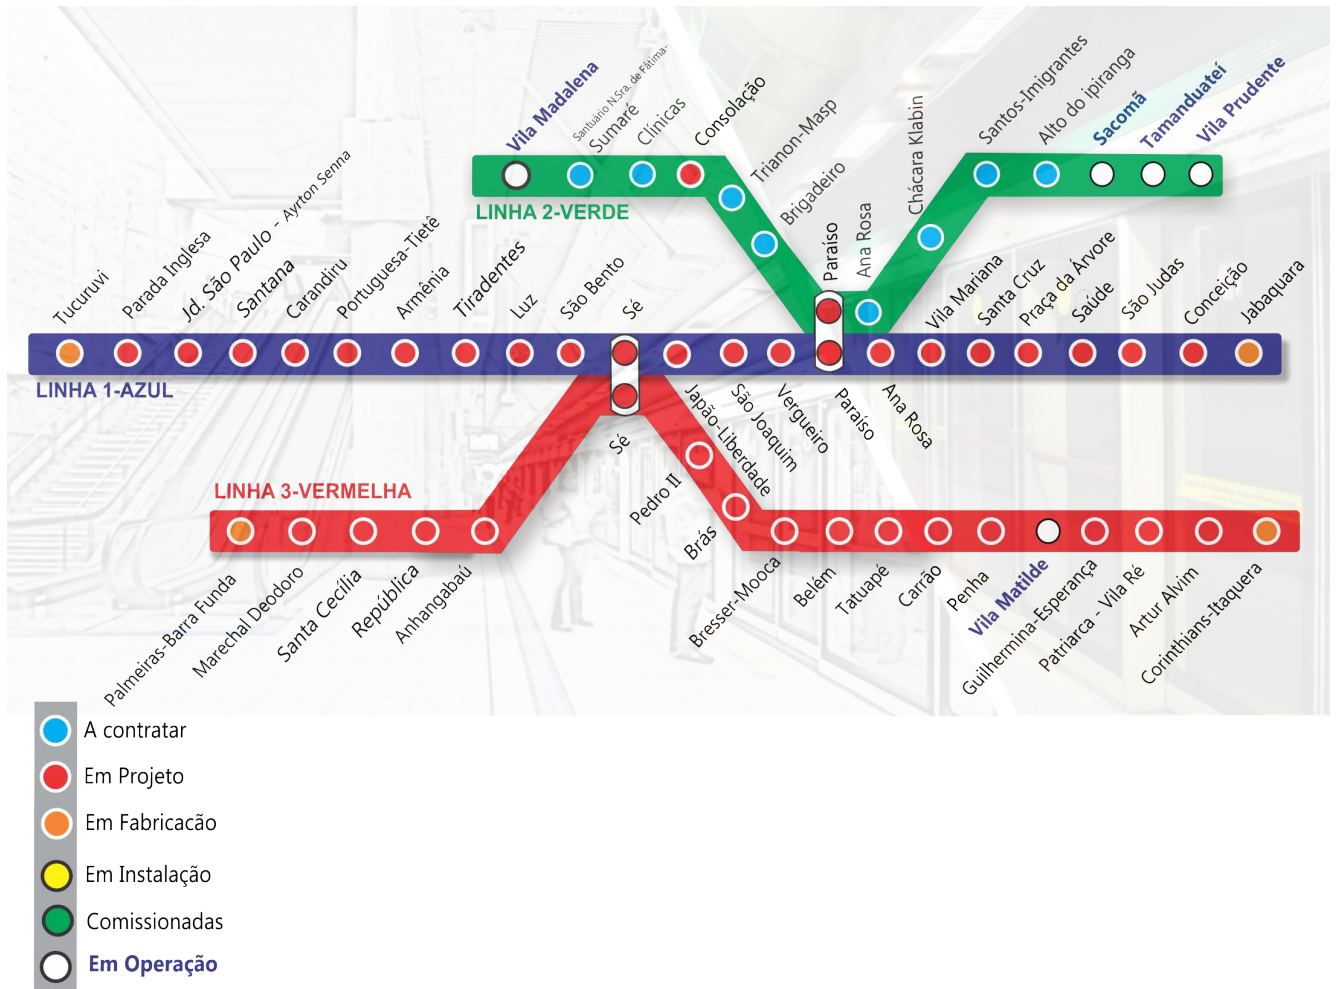 Vila Madalena
Santuário N.Sra. de Fátima-
Sumaré
Clínicas
Consolação
Trianon-Masp
Brigadeiro
Paraíso
Ana Rosa
Chácara Klabin
Santos-Imigrantes
Alto do ipiranga
Sacomã
Tamanduateí
Vila Prudente
LINHA 2-VERDE
Tucuruvi
Parada Inglesa
Jd. São Paulo - Ayrton Senna
Santana
Carandiru
Portuguesa-Tietê
Armênia
Tiradentes
Luz
São Bento
Sé
Vila Mariana
Santa Cruz
Praça da Árvore
Saúde
São Judas
Conceição
Jabaquara
LINHA 1-AZUL
Japão-Liberdade
São Joaquim
Vergueiro
Paraíso
Ana Rosa
LINHA 3-VERMELHA
Sé
Pedro II
Brás
Palmeiras-Barra Funda
Marechal Deodoro
Santa Cecília
República
Anhangabaú
Bresser-Mooca
Belém
Tatuapé
Carrão
Penha
Vila Matilde
Guilhermina-Esperança
Patriarca - Vila Ré
Artur Alvim
Corinthians-Itaquera
A contratar
Em Projeto
Em Fabricacão
Em Instalação
Comissionadas
Em Operação